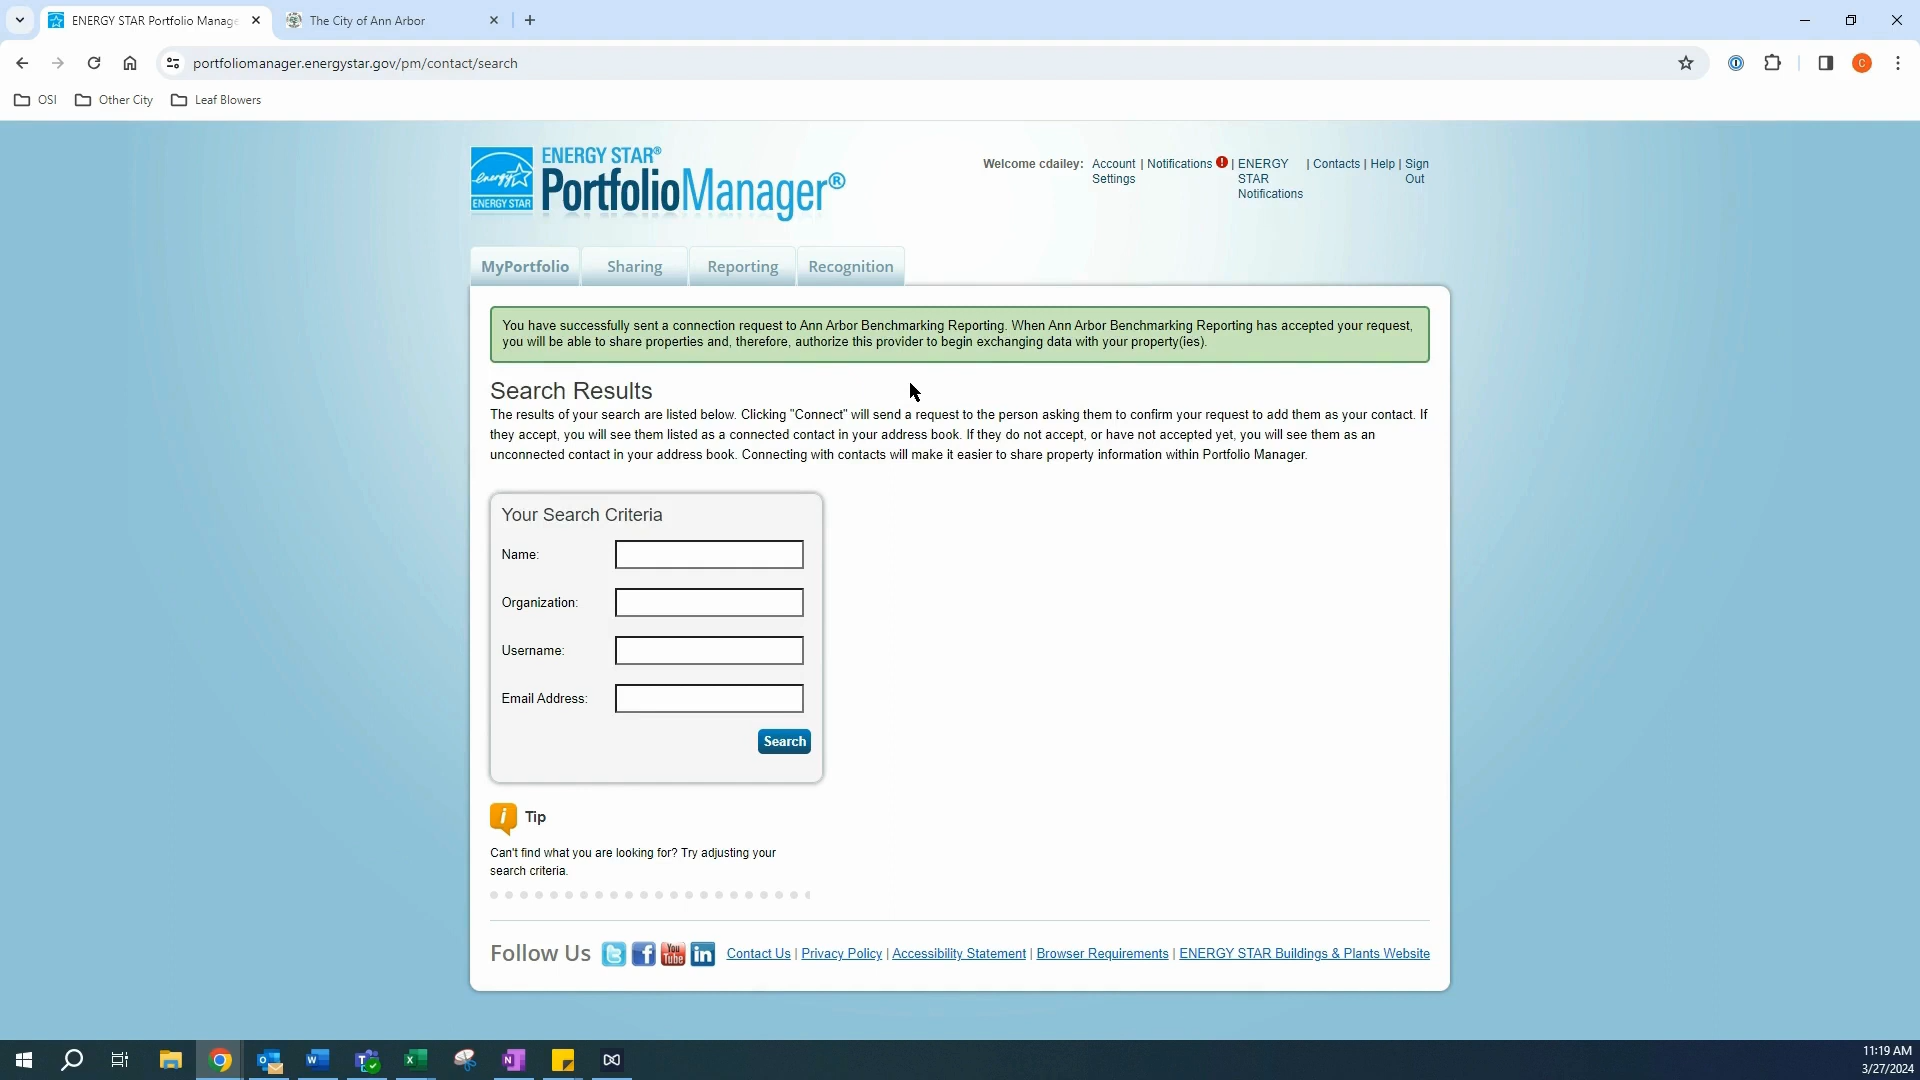 ENERGY STAR Portfolio Manage
The City of Ann Arbor
portfoliomanager.energystar.gov/pm/contact/search
C
OSI
Other City
Leaf Blowers
energy
ENERGY STAR
ENERGY STAR®
PortfolioManager®
Welcome cdailey: Account Settings | Notifications | ENERGY STAR Notifications | Contacts | Help | Sign Out
MyPortfolio
Sharing
Reporting
Recognition
You have successfully sent a connection request to Ann Arbor Benchmarking Reporting. When Ann Arbor Benchmarking Reporting has accepted your request,
you will be able to share properties and, therefore, authorize this provider to begin exchanging data with your property(ies).
Search Results
The results of your search are listed below. Clicking "Connect" will send a request to the person asking them to confirm your request to add them as your contact. If
they accept, you will see them listed as a connected contact in your address book. If they do not accept, or have not accepted yet, you will see them as an
unconnected contact in your address book. Connecting with contacts will make it easier to share property information within Portfolio Manager.
Your Search Criteria
Name:
Organization:
Username:
Email Address:
Search
i Tip
Can't find what you are looking for? Try adjusting your
search criteria.
Follow Us
You Tube
in
Contact Us | Privacy Policy | Accessibility Statement | Browser Requirements | ENERGY STAR Buildings & Plants Website
11:19 AM
3/27/2024